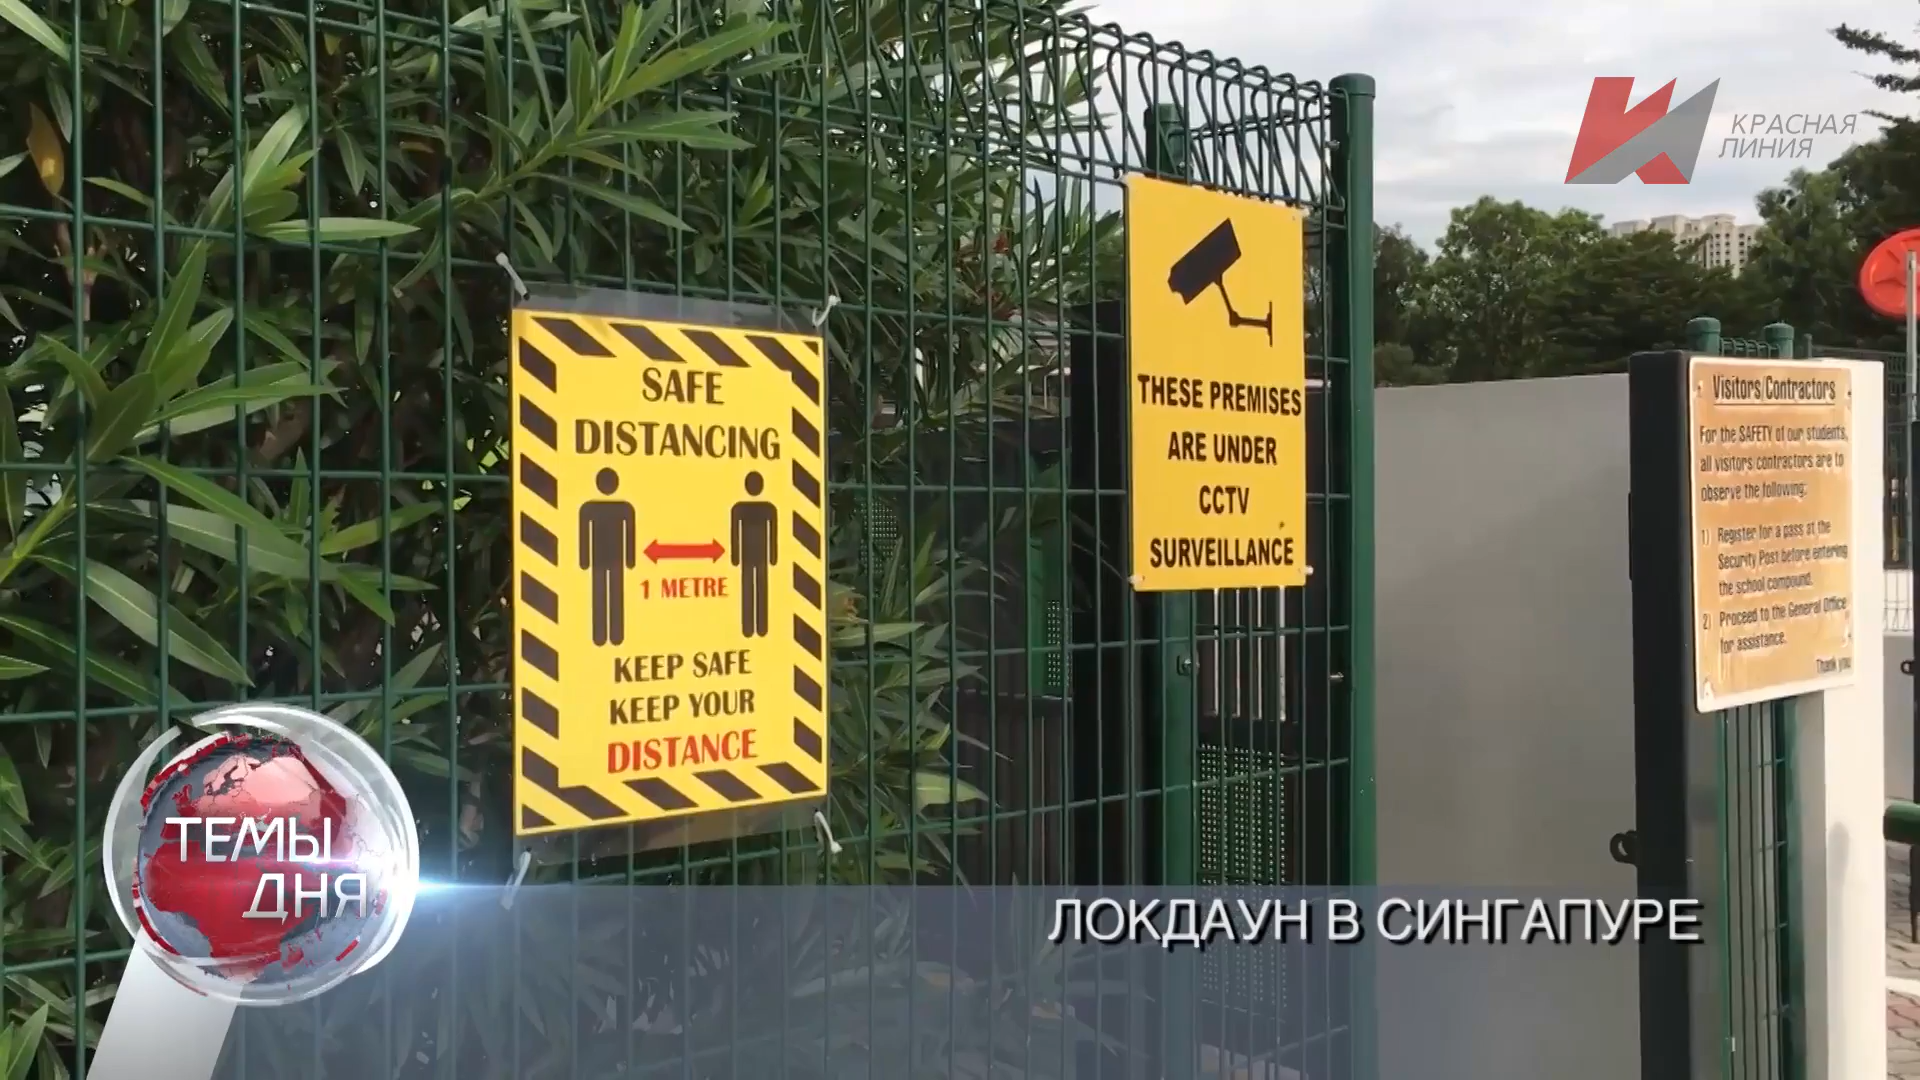 КРАСНАЯ
ЛИНИЯ
SAFE
DISTANCING
1 METRE
KEEP SAFE
KEEP YOUR
DISTANCE
THESE PREMISES
ARE UNDER
CCTV
SURVEILLANCE
Visitors/Contractors
For the SAFETY of our students,
all visitors contractors are to
observe the following:
1) Register for a pass at the
Security Post before entering
the school compound.
2) Proceed to the General Office
for assistance.
Thank you
ТЕМЫ
ДНЯ
ЛОКДАУН В СИНГАПУРЕ